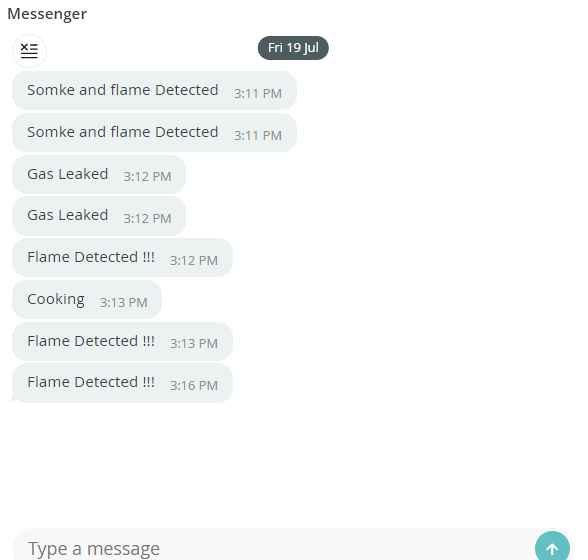 Messenger
Fri 19 Jul
Somke and flame Detected 3:11 PM
Somke and flame Detected 3:11 PM
Gas Leaked 3:12 PM
Gas Leaked 3:12 PM
Flame Detected !!! 3:12 PM
Cooking 3:13 PM
Flame Detected !!! 3:13 PM
Flame Detected !!! 3:16 PM
Type a message